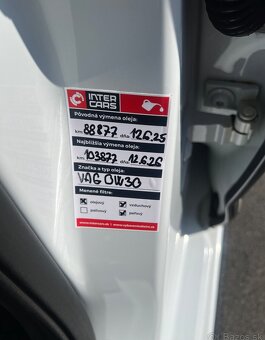 INTER
CARS
Pôvodná výmena oleja:
km 88877 dňa 12.6.25
Najbližšia výmena oleja:
km 103877 dňa 12.6.26
Značka a typ oleja:
VAG 0W30
Menené filtre:
olejový vzduchový
palivový peľový